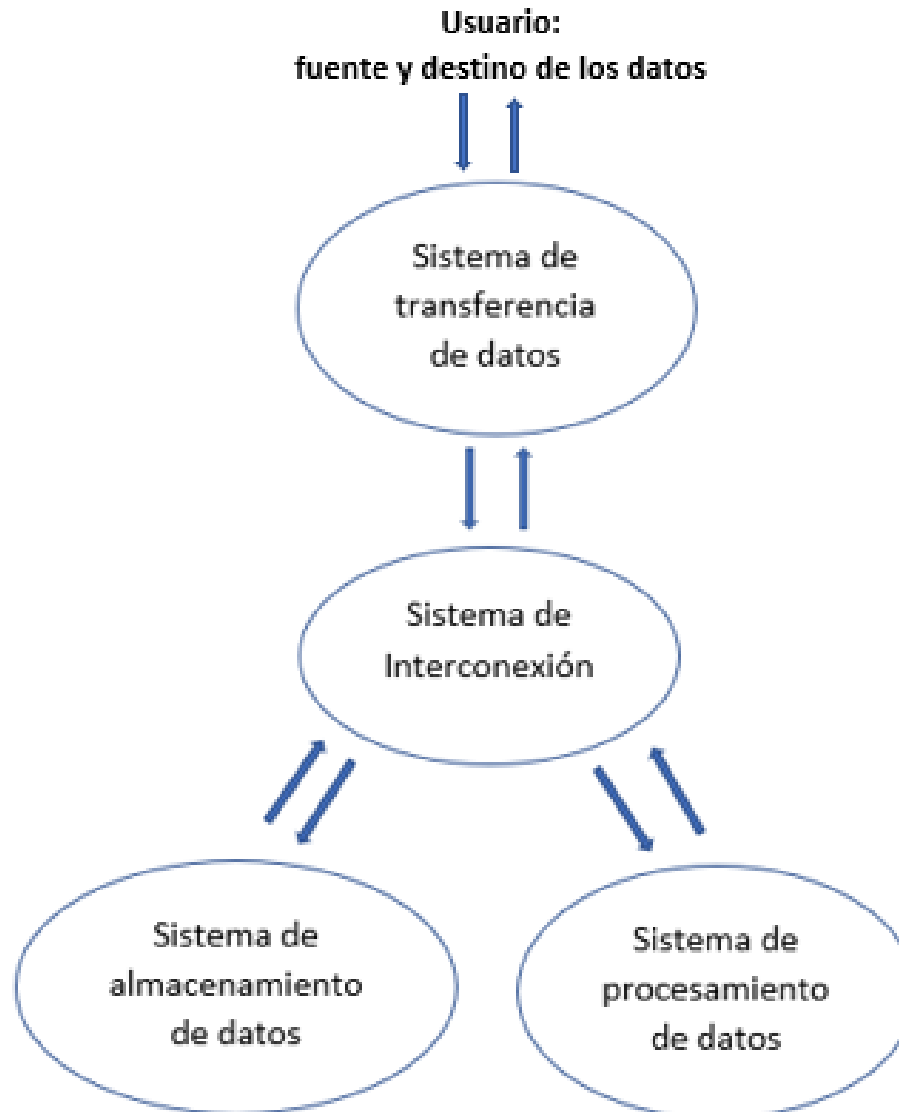 Usuario:
fuente y destino de los datos
Sistema de
transferencia
de datos
Sistema de
Interconexión
Sistema de
almacenamiento
de datos
Sistema de
procesamiento
de datos